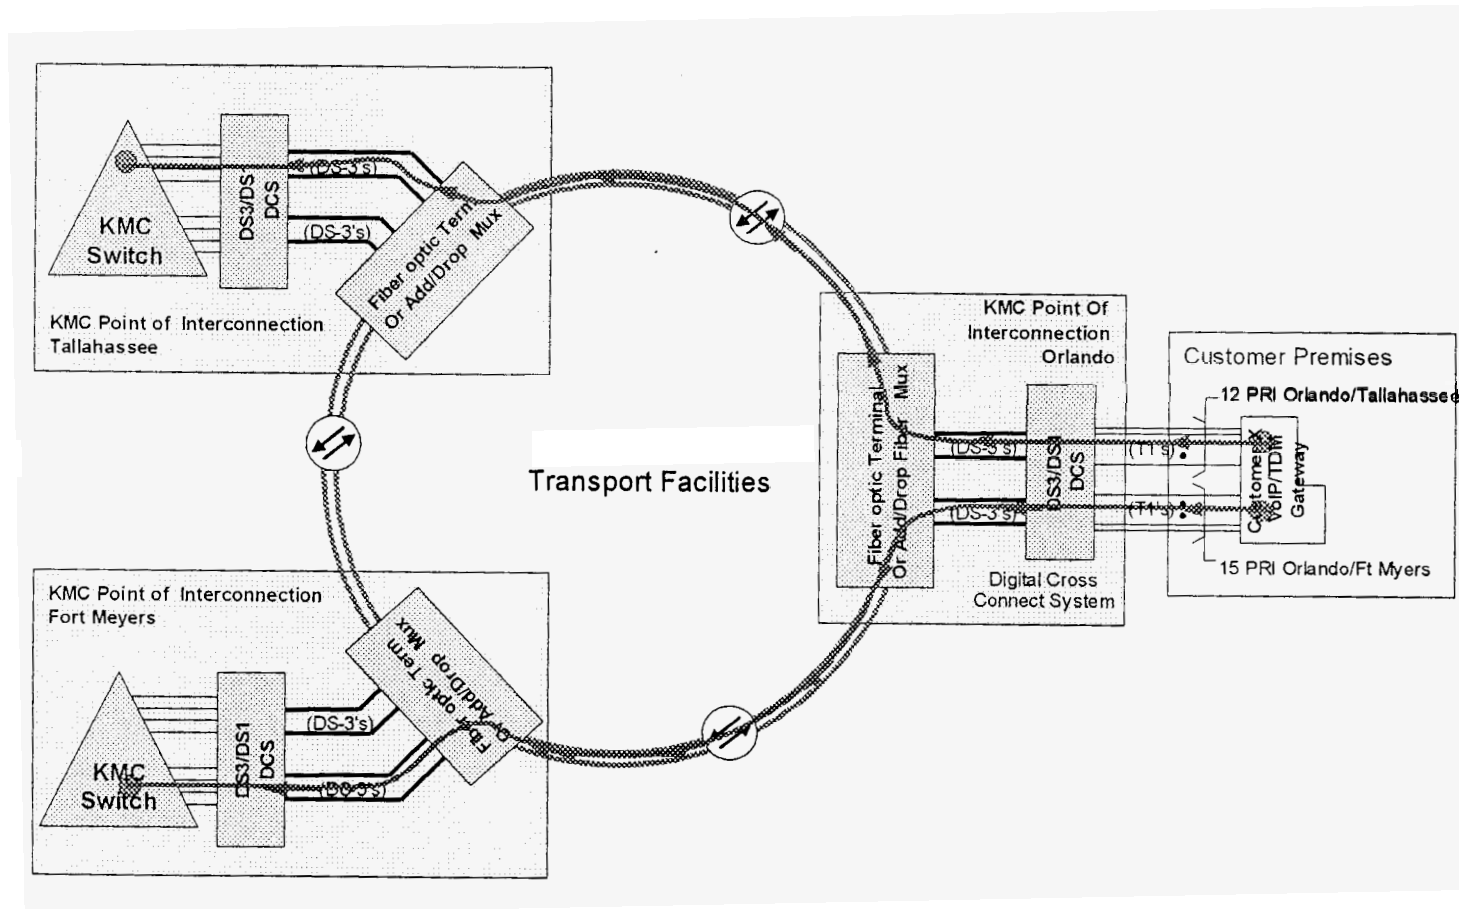 (DS-3's)
DS3/DS1
DCS
KMC
Switch
(DS-3's)
Fiber optic Term
Or Add/Drop Mux
KMC Point of Interconnection
Tallahassee
KMC Point Of
Interconnection
Orlando
Customer Premises
12 PRI Orlando/Tallahassee
Fiber optic Terminal
Or Add/Drop Fiber Mux
(DS-3's)
DS3/DS1
DCS
(T1's)
Customer X
VoIP/TDM
Gateway
Transport Facilities
(DS-3's)
(T1's)
15 PRI Orlando/Ft Myers
Digital Cross
Connect System
KMC Point of Interconnection
Fort Meyers
Fiber optic Term
Or Add/Drop Mux
DS3/DS1
DCS
(DS-3's)
KMC
Switch
(DS-3's)